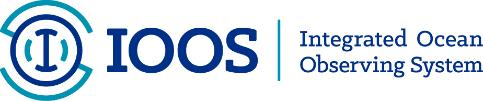 IOOS
Integrated Ocean
Observing System